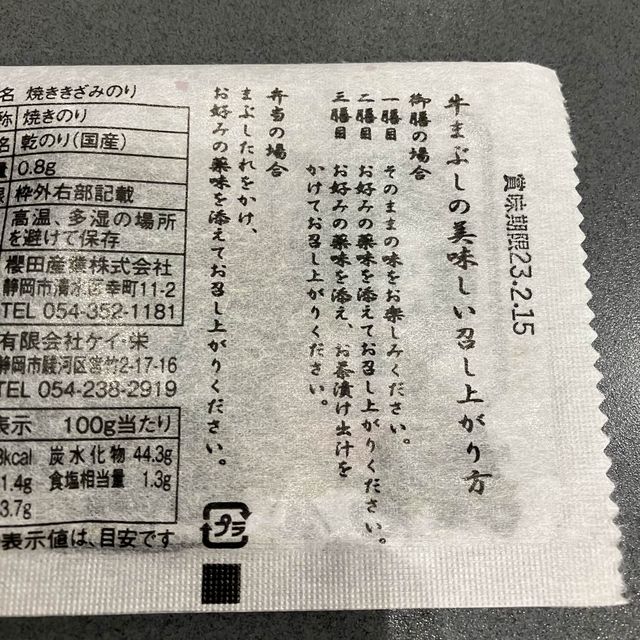 賞味期限23.2.15
牛まぶしの美味しい召し上がり方
御膳の場合
一膳目 そのままの味をお楽しみください。
二膳目 お好みの薬味を添えてお召し上がりください。
三膳目 お好みの薬味を添え、お茶漬け出汁を
かけてお召し上がりください。
弁当の場合
まぶしたれをかけ、
お好みの薬味を添えてお召し上がりください。
名 焼ききざみのり
称 焼きのり
名 乾のり(国産)
量 0.8g
限 枠外右部記載
高温、多湿の場所
を避けて保存
櫻田産業株式会社
静岡市清水区幸町11-2
TEL 054-352-1181
有限会社ケイ・栄
静岡市駿河区宮竹2-17-16
TEL 054-238-2919
表示 100g当たり
8kcal 炭水化物 44.3g
1.4g 食塩相当量 1.3g
3.7g
表示値は、目安です
プラ